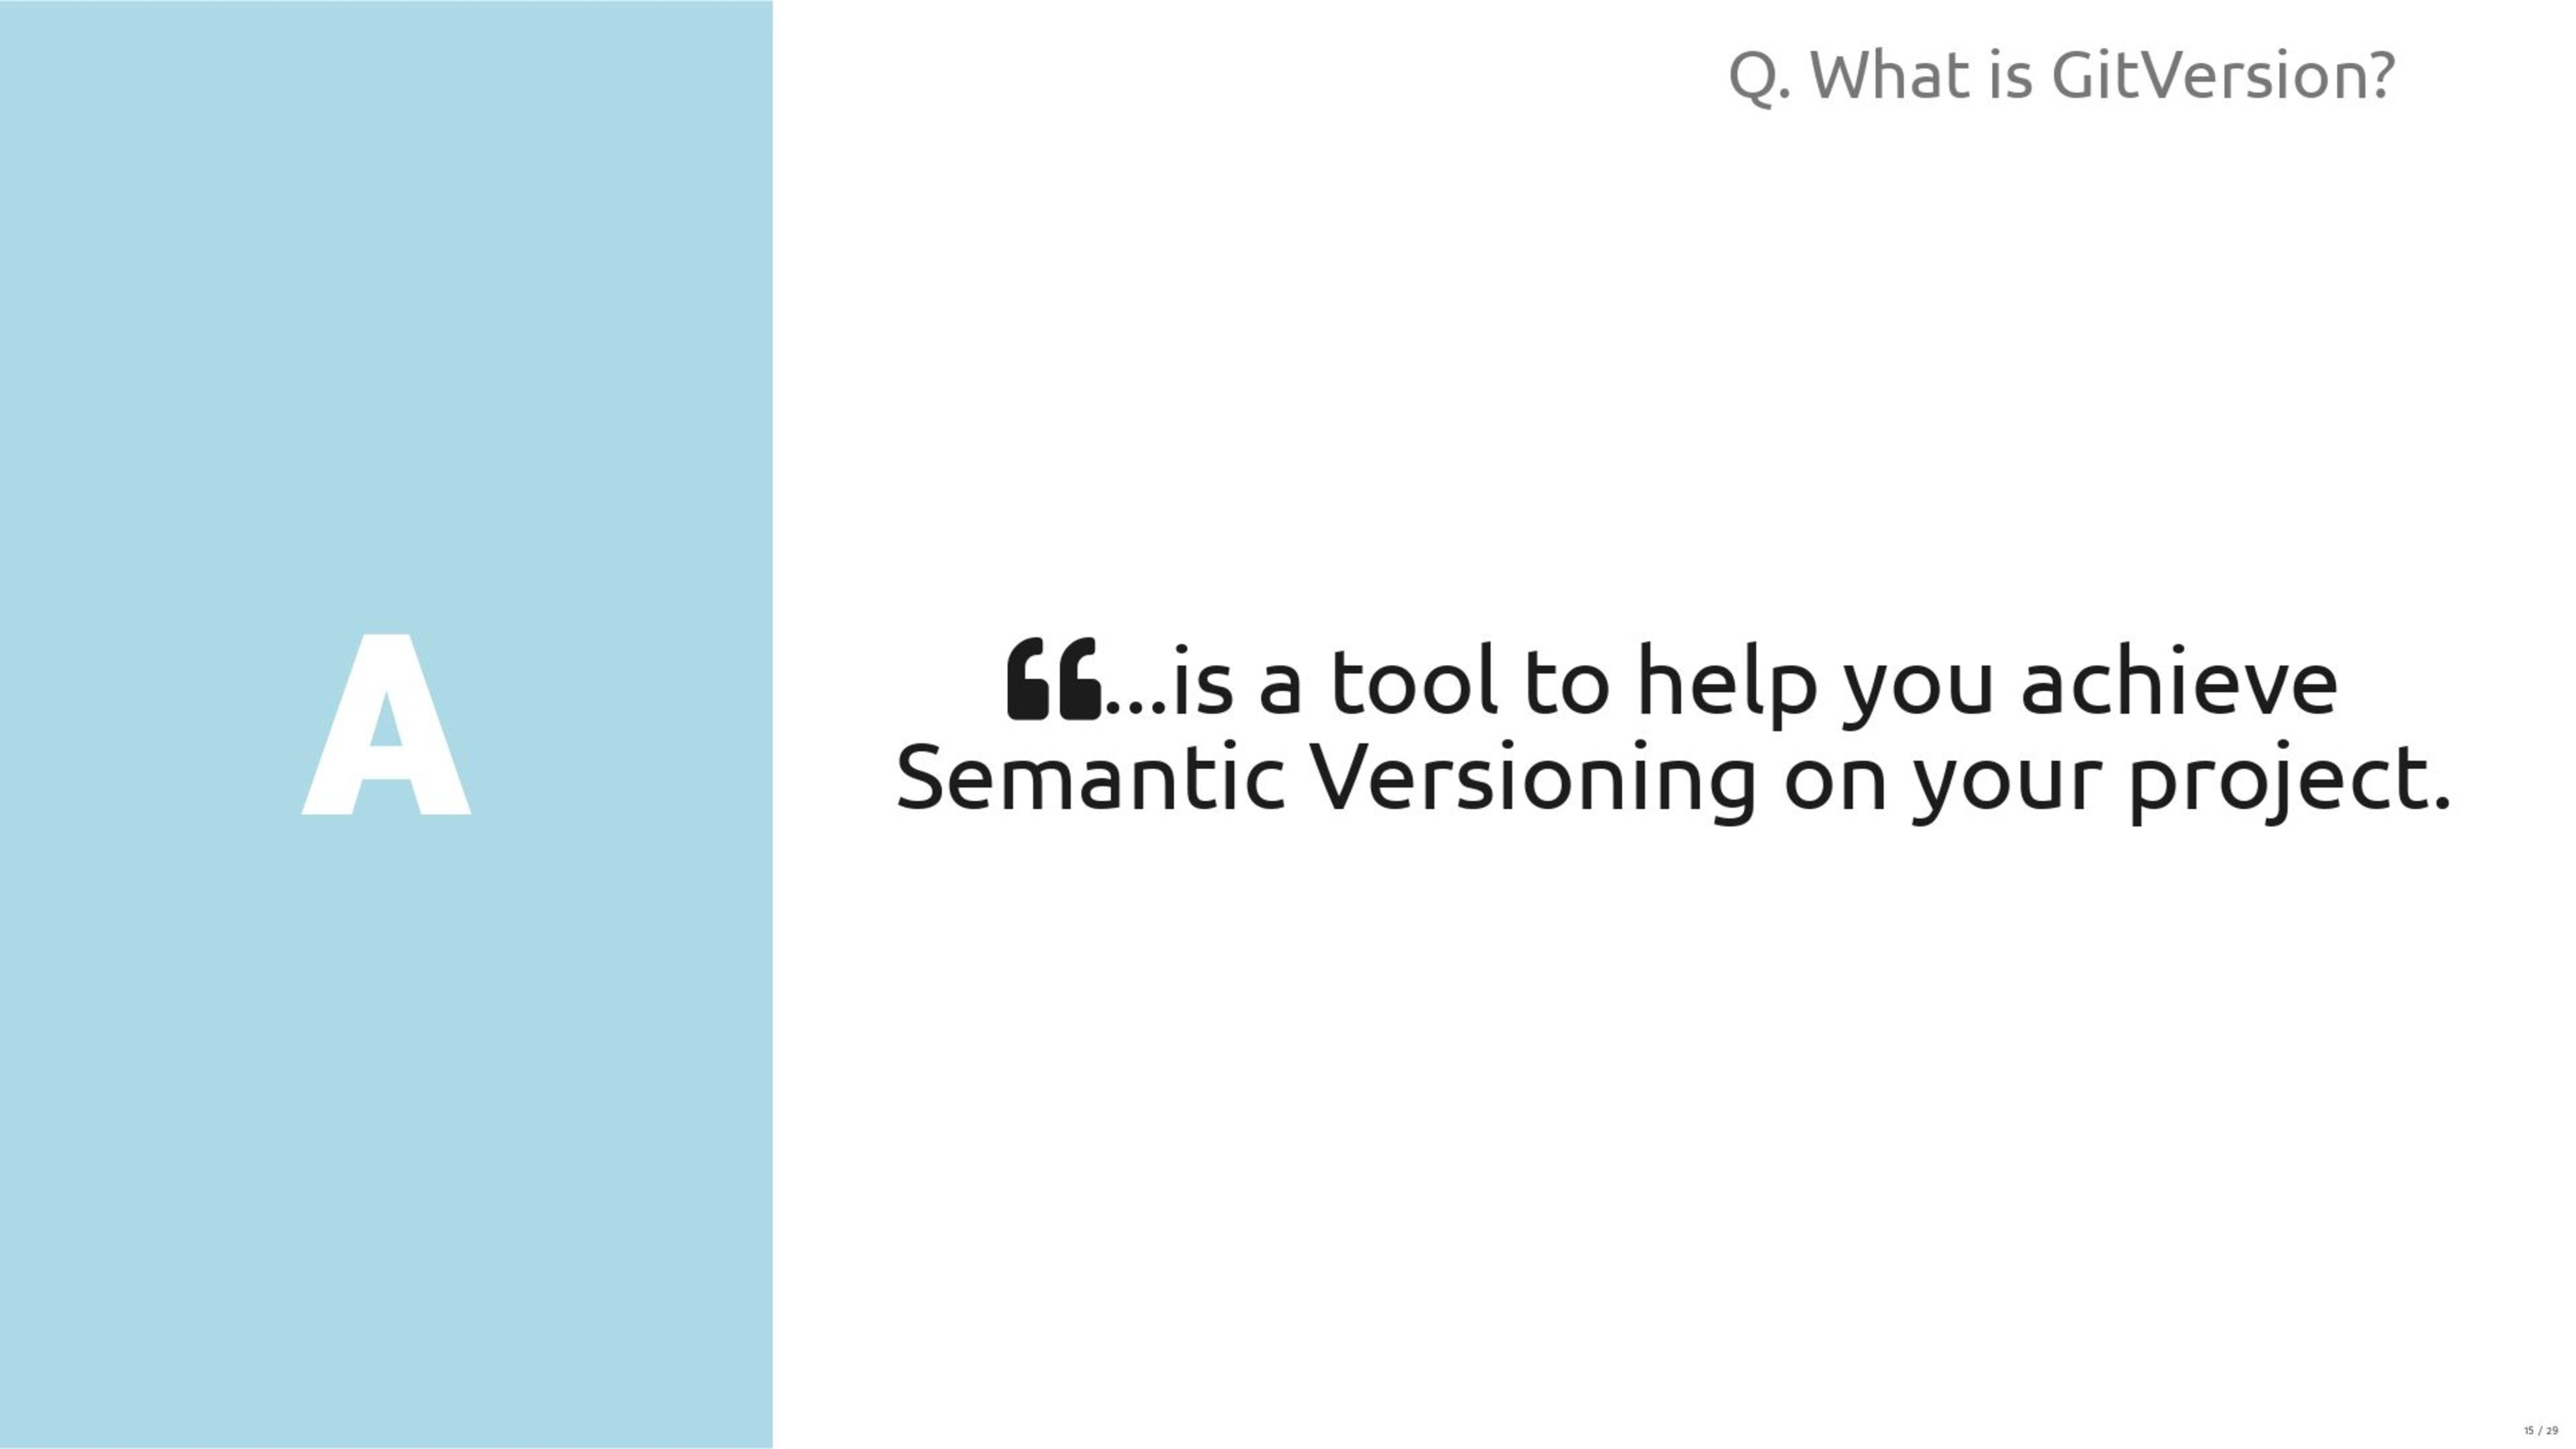 Q. What is GitVersion?
A
“...is a tool to help you achieve
Semantic Versioning on your project.
15 / 29